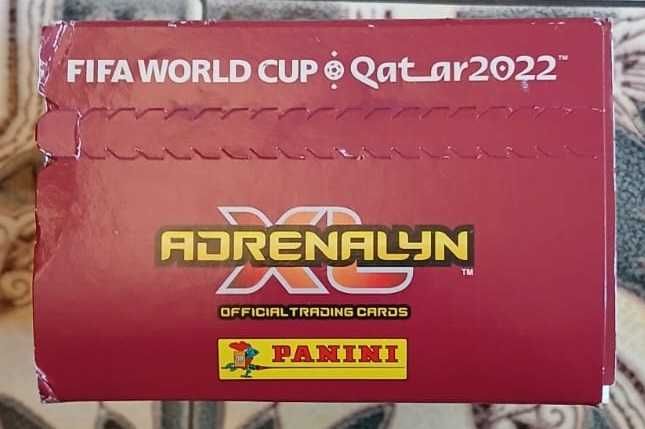 FIFA WORLD CUP Qatar2022™
ADRENALYN XL™
OFFICIAL TRADING CARDS
PANINI